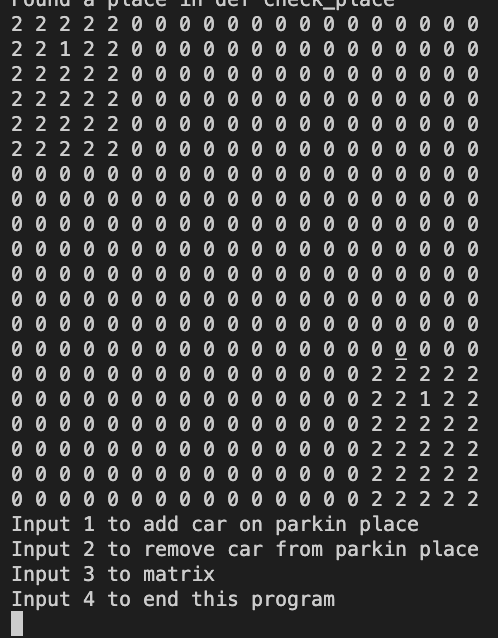 Found a place in def check_place
2 2 2 2 2 0 0 0 0 0 0 0 0 0 0 0 0 0 0 0
2 2 1 2 2 0 0 0 0 0 0 0 0 0 0 0 0 0 0 0
2 2 2 2 2 0 0 0 0 0 0 0 0 0 0 0 0 0 0 0
2 2 2 2 2 0 0 0 0 0 0 0 0 0 0 0 0 0 0 0
2 2 2 2 2 0 0 0 0 0 0 0 0 0 0 0 0 0 0 0
2 2 2 2 2 0 0 0 0 0 0 0 0 0 0 0 0 0 0 0
0 0 0 0 0 0 0 0 0 0 0 0 0 0 0 0 0 0 0 0
0 0 0 0 0 0 0 0 0 0 0 0 0 0 0 0 0 0 0 0
0 0 0 0 0 0 0 0 0 0 0 0 0 0 0 0 0 0 0 0
0 0 0 0 0 0 0 0 0 0 0 0 0 0 0 0 0 0 0 0
0 0 0 0 0 0 0 0 0 0 0 0 0 0 0 0 0 0 0 0
0 0 0 0 0 0 0 0 0 0 0 0 0 0 0 0 0 0 0 0
0 0 0 0 0 0 0 0 0 0 0 0 0 0 0 0 0 0 0 0
0 0 0 0 0 0 0 0 0 0 0 0 0 0 0 0 0 0 0 0
0 0 0 0 0 0 0 0 0 0 0 0 0 0 0 2 2 2 2 2
0 0 0 0 0 0 0 0 0 0 0 0 0 0 0 2 2 1 2 2
0 0 0 0 0 0 0 0 0 0 0 0 0 0 0 2 2 2 2 2
0 0 0 0 0 0 0 0 0 0 0 0 0 0 0 2 2 2 2 2
0 0 0 0 0 0 0 0 0 0 0 0 0 0 0 2 2 2 2 2
0 0 0 0 0 0 0 0 0 0 0 0 0 0 0 2 2 2 2 2
Input 1 to add car on parkin place
Input 2 to remove car from parkin place
Input 3 to matrix
Input 4 to end this program